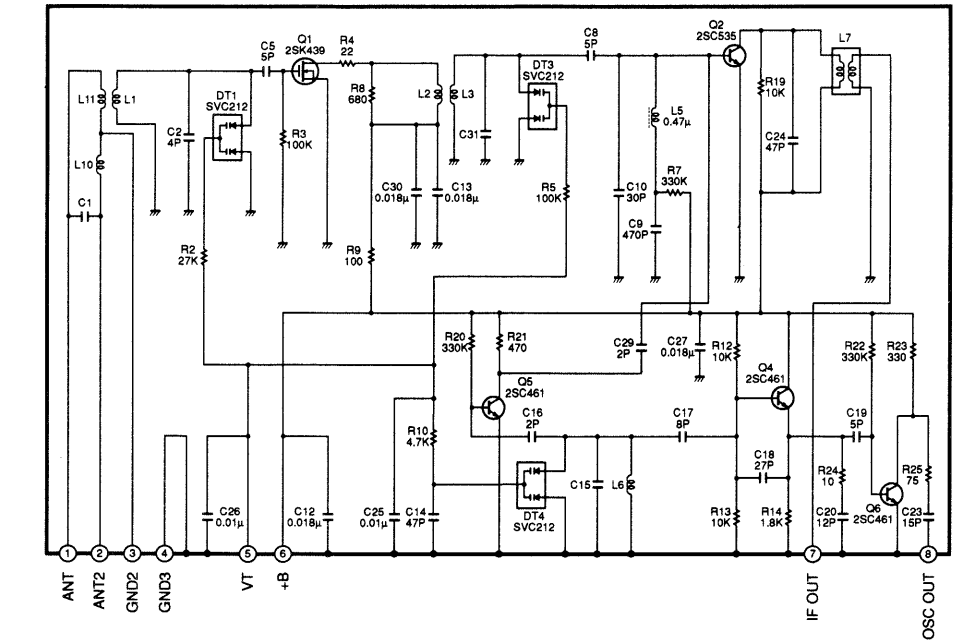 Q1
2SK439
C5
5P
R4
22
C8
5P
Q2
2SC535
L7
DT1
SVC212
DT3
SVC212
L11
L1
R8
680
L2
L3
R19
10K
C2
4P
R3
100K
C31
L5
0.47μ
C24
47P
L10
C30
0.018μ
C13
0.018μ
R5
100K
C10
30P
R7
330K
C1
C9
470P
R2
27K
R9
100
R20
330K
R21
470
C29
2P
C27
0.018μ
R12
10K
Q4
2SC461
R22
330K
R23
330
Q5
2SC461
R10
4.7K
C16
2P
C17
8P
C19
5P
C18
27P
R24
10
R25
75
C15
L6
C26
0.01μ
C12
0.018μ
C25
0.01μ
C14
47P
DT4
SVC212
R13
10K
R14
1.8K
C20
12P
Q6
2SC461
C23
15P
1 2 3 4 5 6 7 8
ANT
ANT2
GND2
GND3
VT
+B
IF OUT
OSC OUT